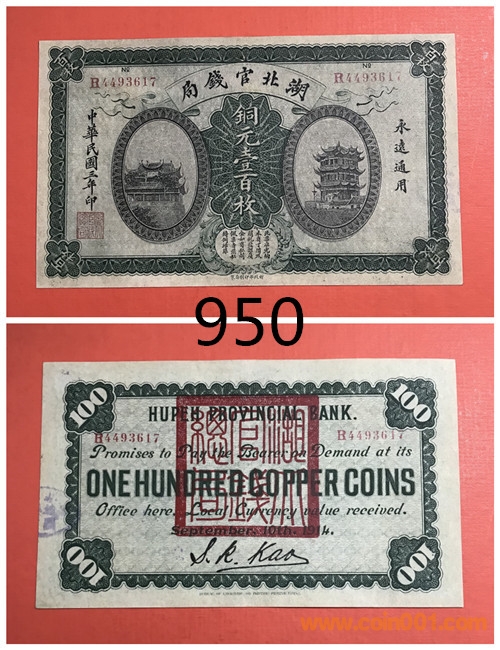 Nº Nº
R4493617 R4493617
湖北官錢局
銅元壹百枚
永遠通用
中華民國三年印
950
100 100
HUPEH PROVINCIAL BANK.
R4493617 R4493617
Promises to Pay the Bearer on Demand at its
ONE HUNDRED COPPER COINS
Office here. Local Currency value received.
September. 10th. 1914.
S. K. Kao
100 100
www.coin001.com